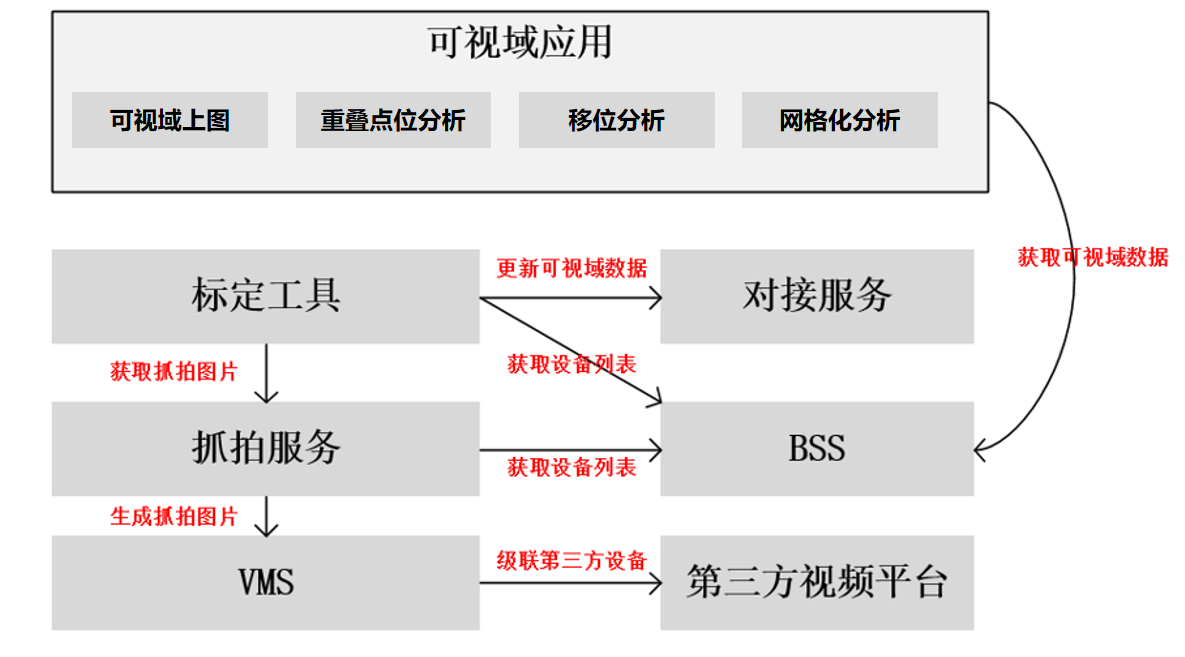 可视域应用
可视域上图
重叠点位分析
移位分析
网格化分析
获取可视域数据
标定工具
更新可视域数据
对接服务
获取抓拍图片
获取设备列表
抓拍服务
获取设备列表
BSS
生成抓拍图片
VMS
级联第三方设备
第三方视频平台